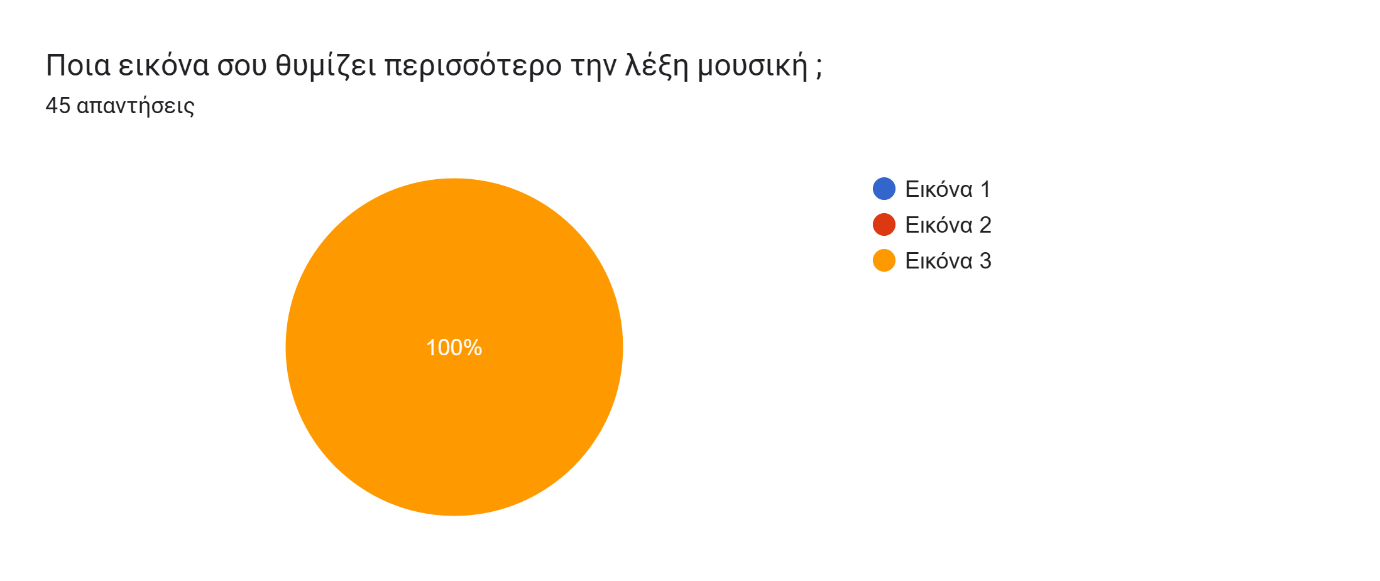 Ποια εικόνα σου θυμίζει περισσότερο την λέξη μουσική ;
45 απαντήσεις
Εικόνα 1
Εικόνα 2
Εικόνα 3
100%